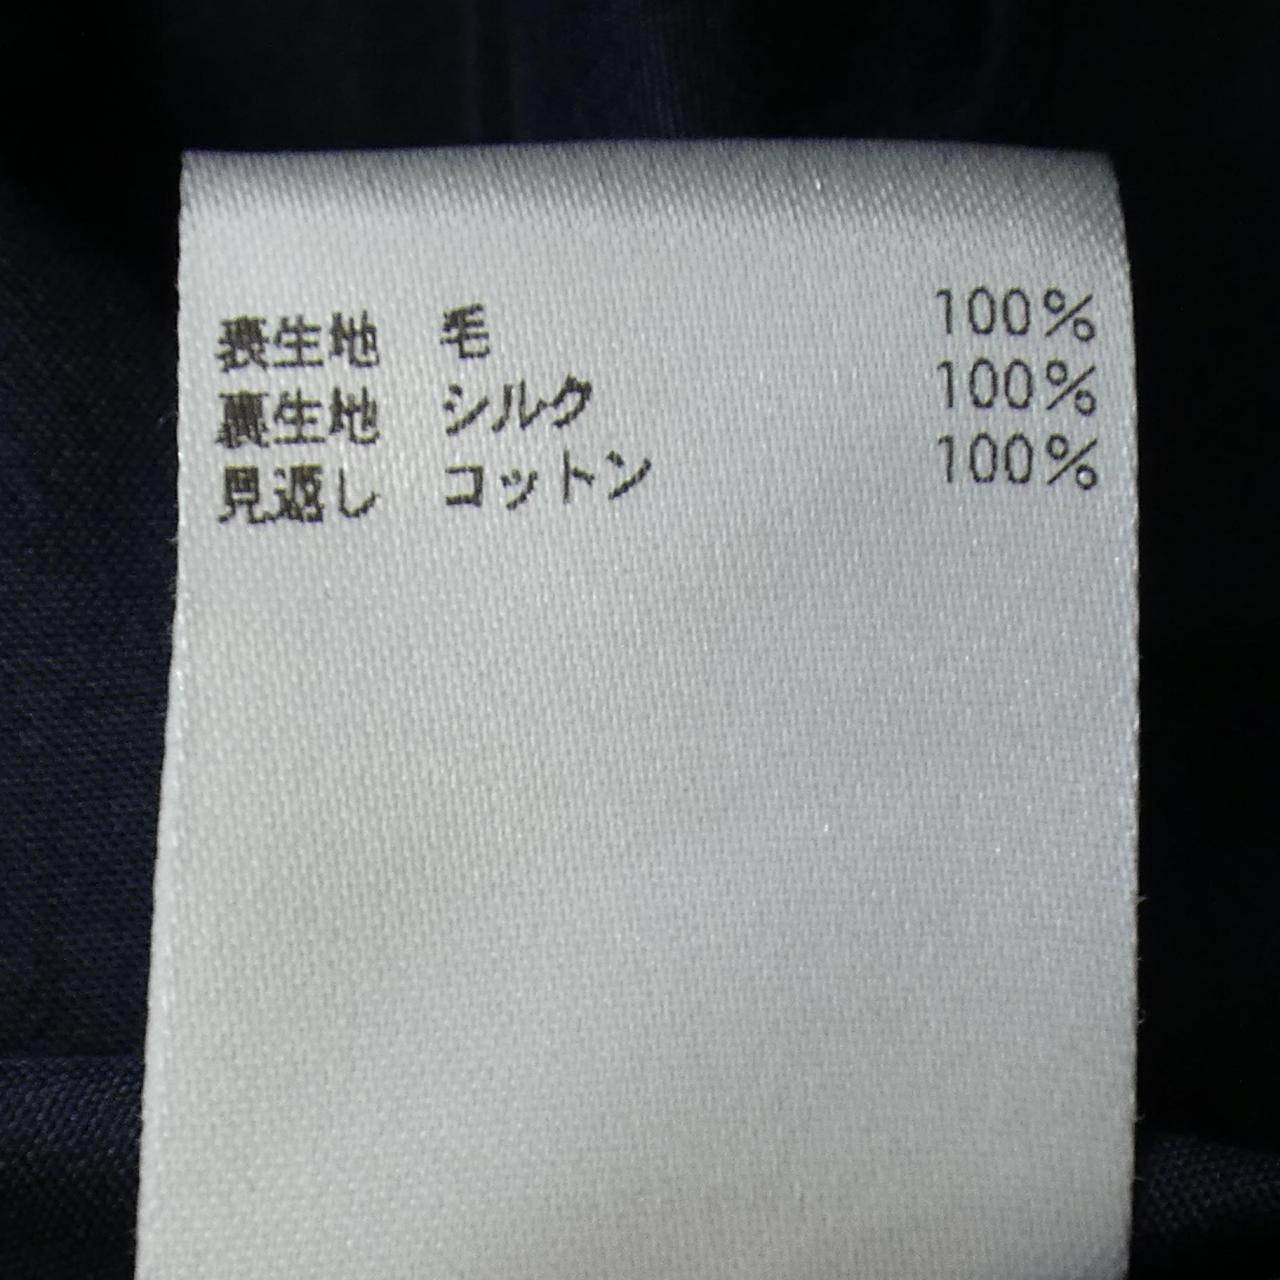 表生地 毛 100%
裏生地 シルク 100%
見返し コットン 100%